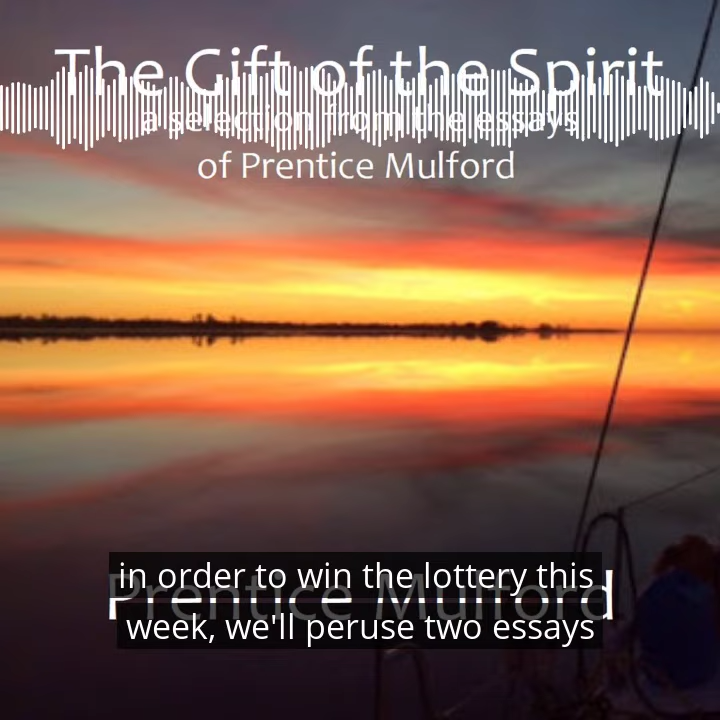 The Gift of the Spirit
a selection from the essays
of Prentice Mulford
in order to win the lottery this
Prentice Mulford
week, we'll peruse two essays